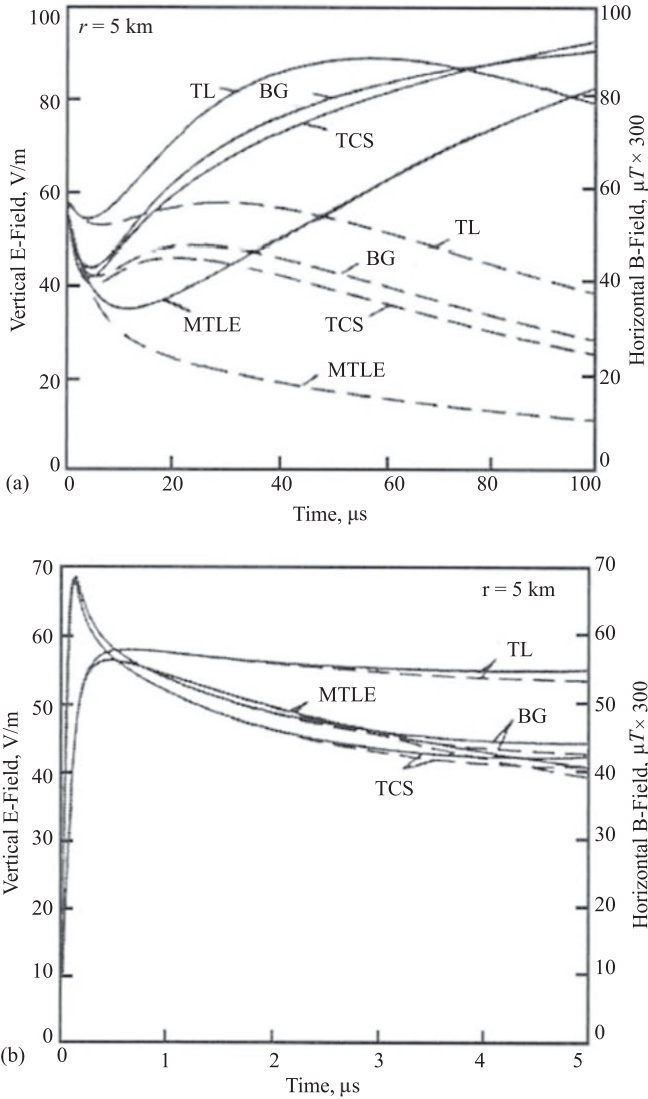 100
r = 5 km
100
TL
BG
80
80
TCS
Vertical E-Field, V/m
Horizontal B-Field, µT × 300
60
60
TL
BG
40
40
MTLE
TCS
MTLE
20
20
0
0
(a)
0
20
40
60
80
100
Time, µs
70
70
r = 5 km
60
60
TL
MTLE
50
50
BG
Vertical E-Field, V/m
Horizontal B-Field, µT × 300
40
40
TCS
30
30
20
20
10
10
0
0
(b)
0
1
2
3
4
5
Time, µs